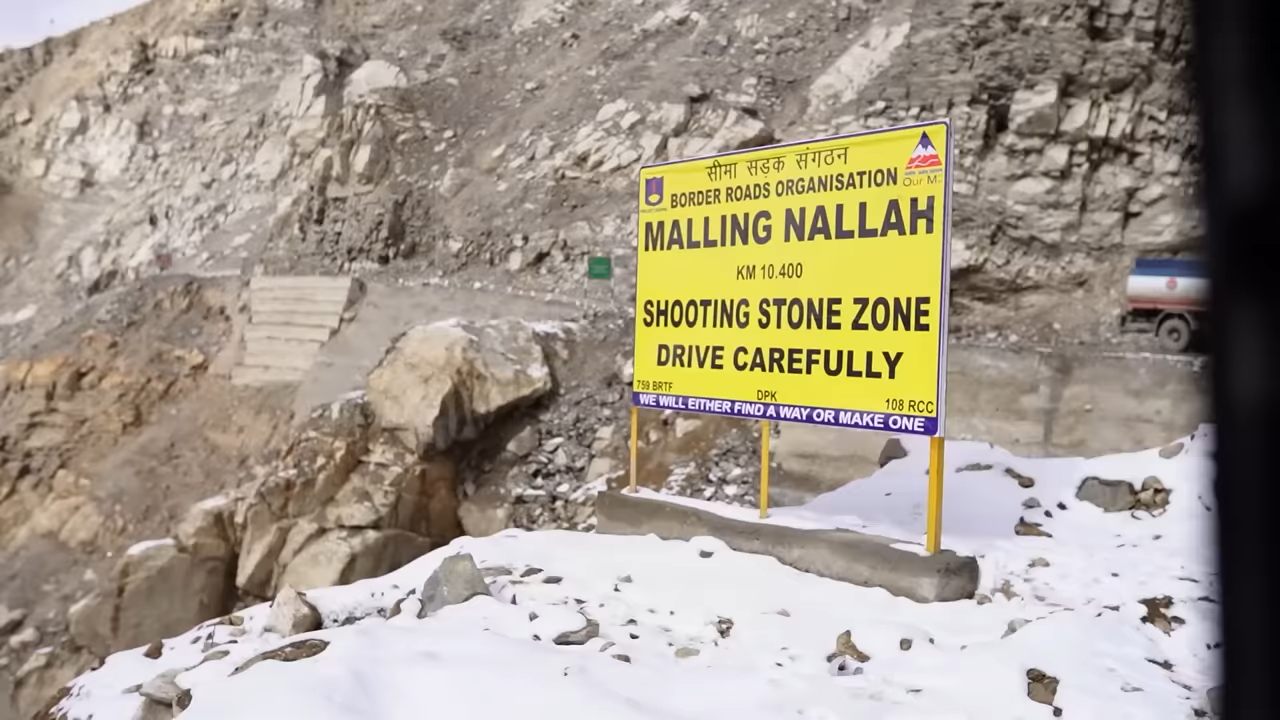 सीमा सड़क संगठन
BORDER ROADS ORGANISATION
Our
MALLING NALLAH
KM 10.400
SHOOTING STONE ZONE
DRIVE CAREFULLY
759 BRTF DPK 108 RCC
WE WILL EITHER FIND A WAY OR MAKE ONE